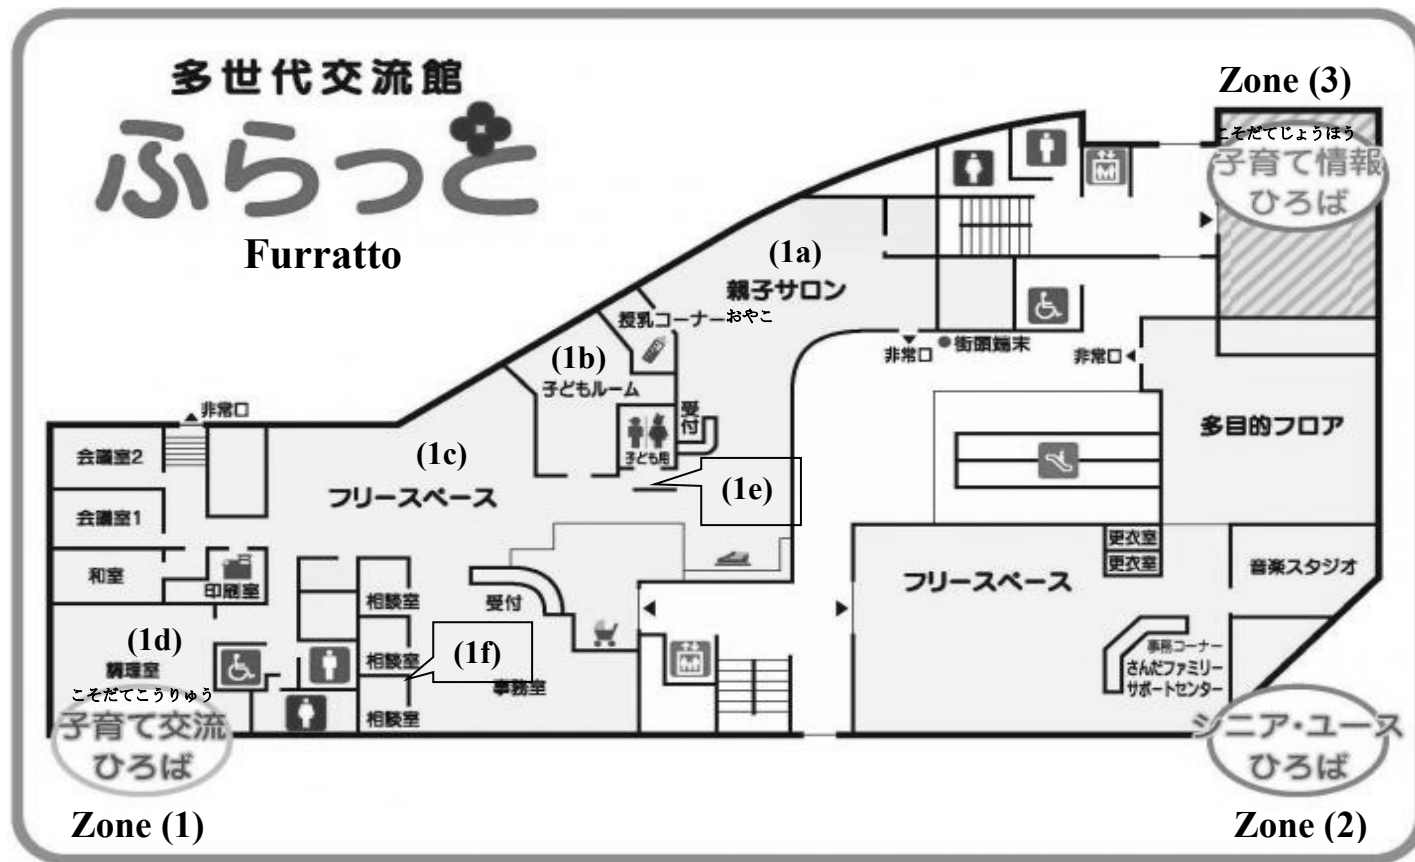 多世代交流館
ふらっと
Furratto
Zone (3)
こそだてじょうほう
子育て情報
ひろば
(1a)
親子サロン
おやこ
授乳コーナー
(1b)
子どもルーム
受付
子ども用
(1e)
非常口
街頭端末
非常口
多目的フロア
非常口
会議室2
会議室1
和室
印刷室
(1c)
フリースペース
相談室
相談室
相談室
受付
(1f)
事務室
(1d)
調理室
こそだてこうりゅう
子育て交流
ひろば
Zone (1)
フリースペース
更衣室
更衣室
音楽スタジオ
事務コーナー
さんだファミリー
サポートセンター
シニア・ユース
ひろば
Zone (2)